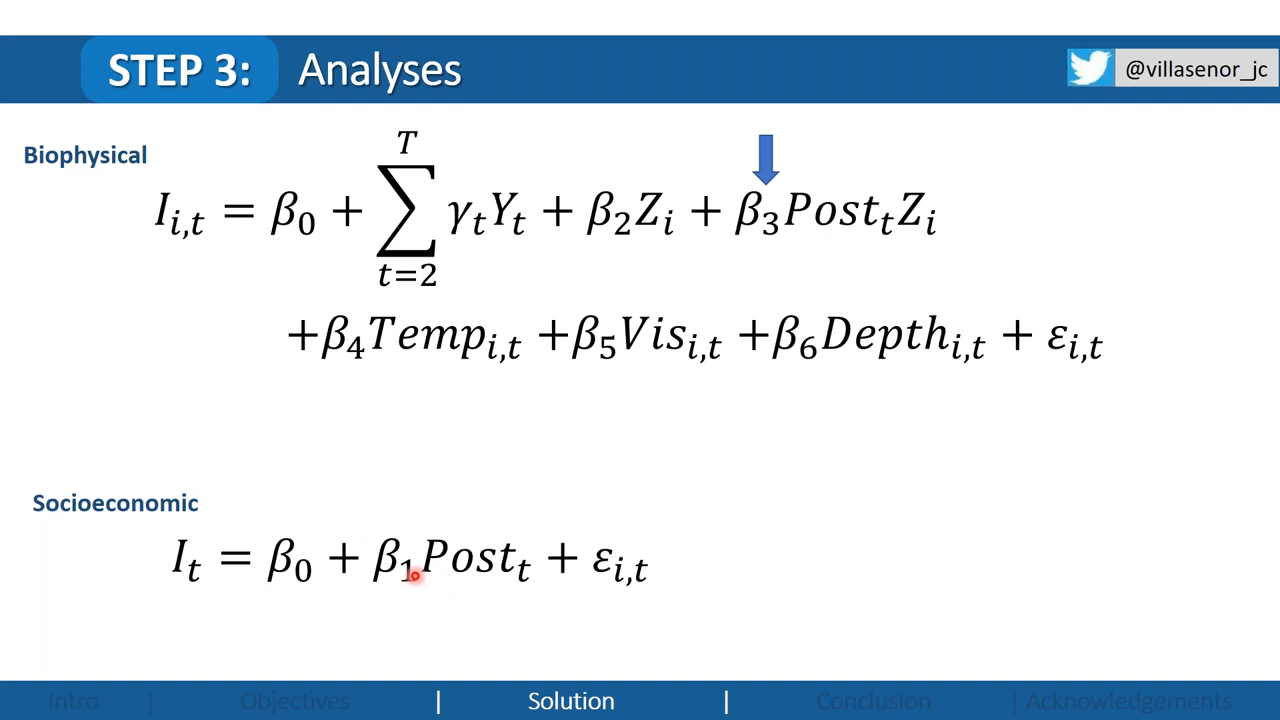 STEP 3: Analyses
@villasenor_jc
Biophysical
I_{i,t} = β_0 + \sum_{t=2}^{T} γ_t Y_t + β_2 Z_i + β_3 Post_t Z_i
+β_4 Temp_{i,t} +β_5 Vis_{i,t} +β_6 Depth_{i,t} + ε_{i,t}
Socioeconomic
I_t = β_0 + β_1 Post_t + ε_{i,t}
Intro | Objectives | Solution | Conclusion | Acknowledgements